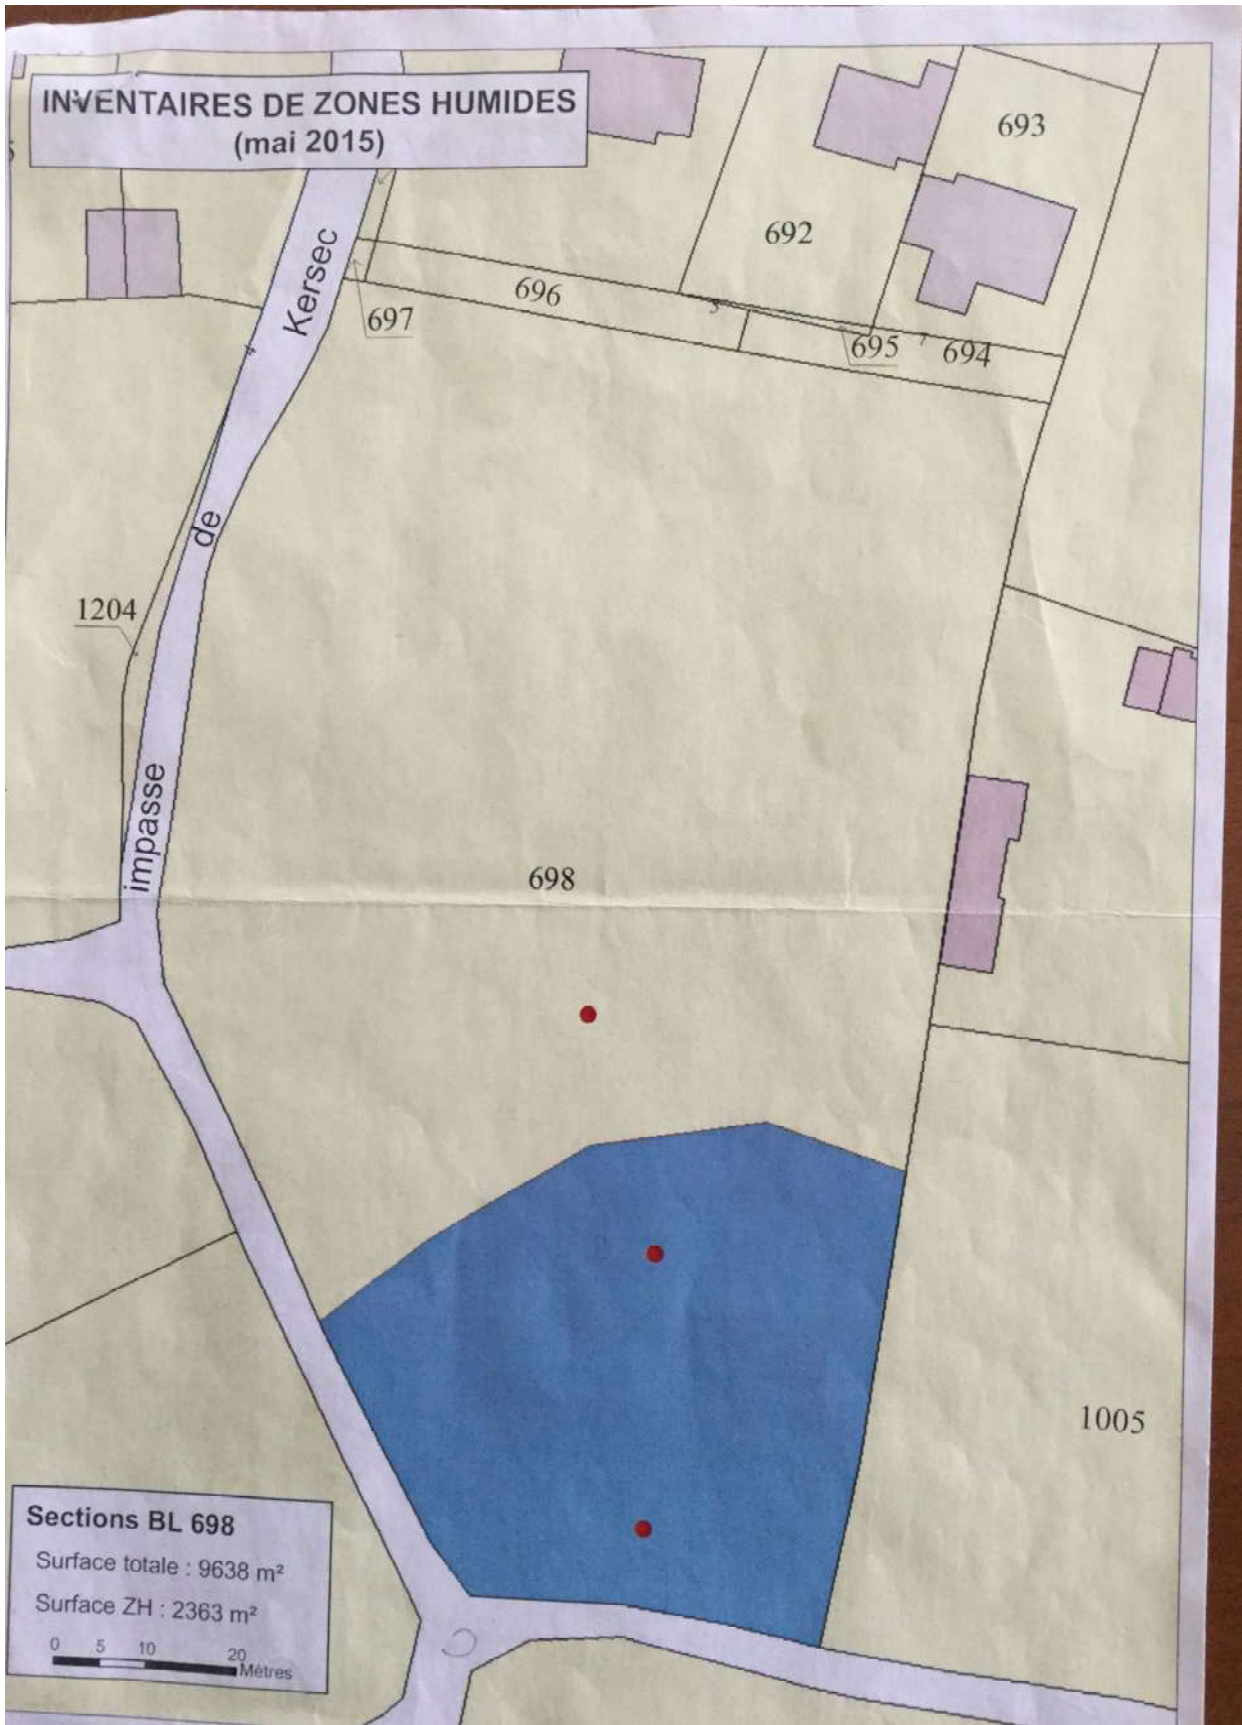 INVENTAIRES DE ZONES HUMIDES
(mai 2015)
693
692
Kersec
696
697
695
694
de
1204
impasse
698
1005
Sections BL 698
Surface totale : 9638 m²
Surface ZH : 2363 m²
0 5 10 20
Mètres